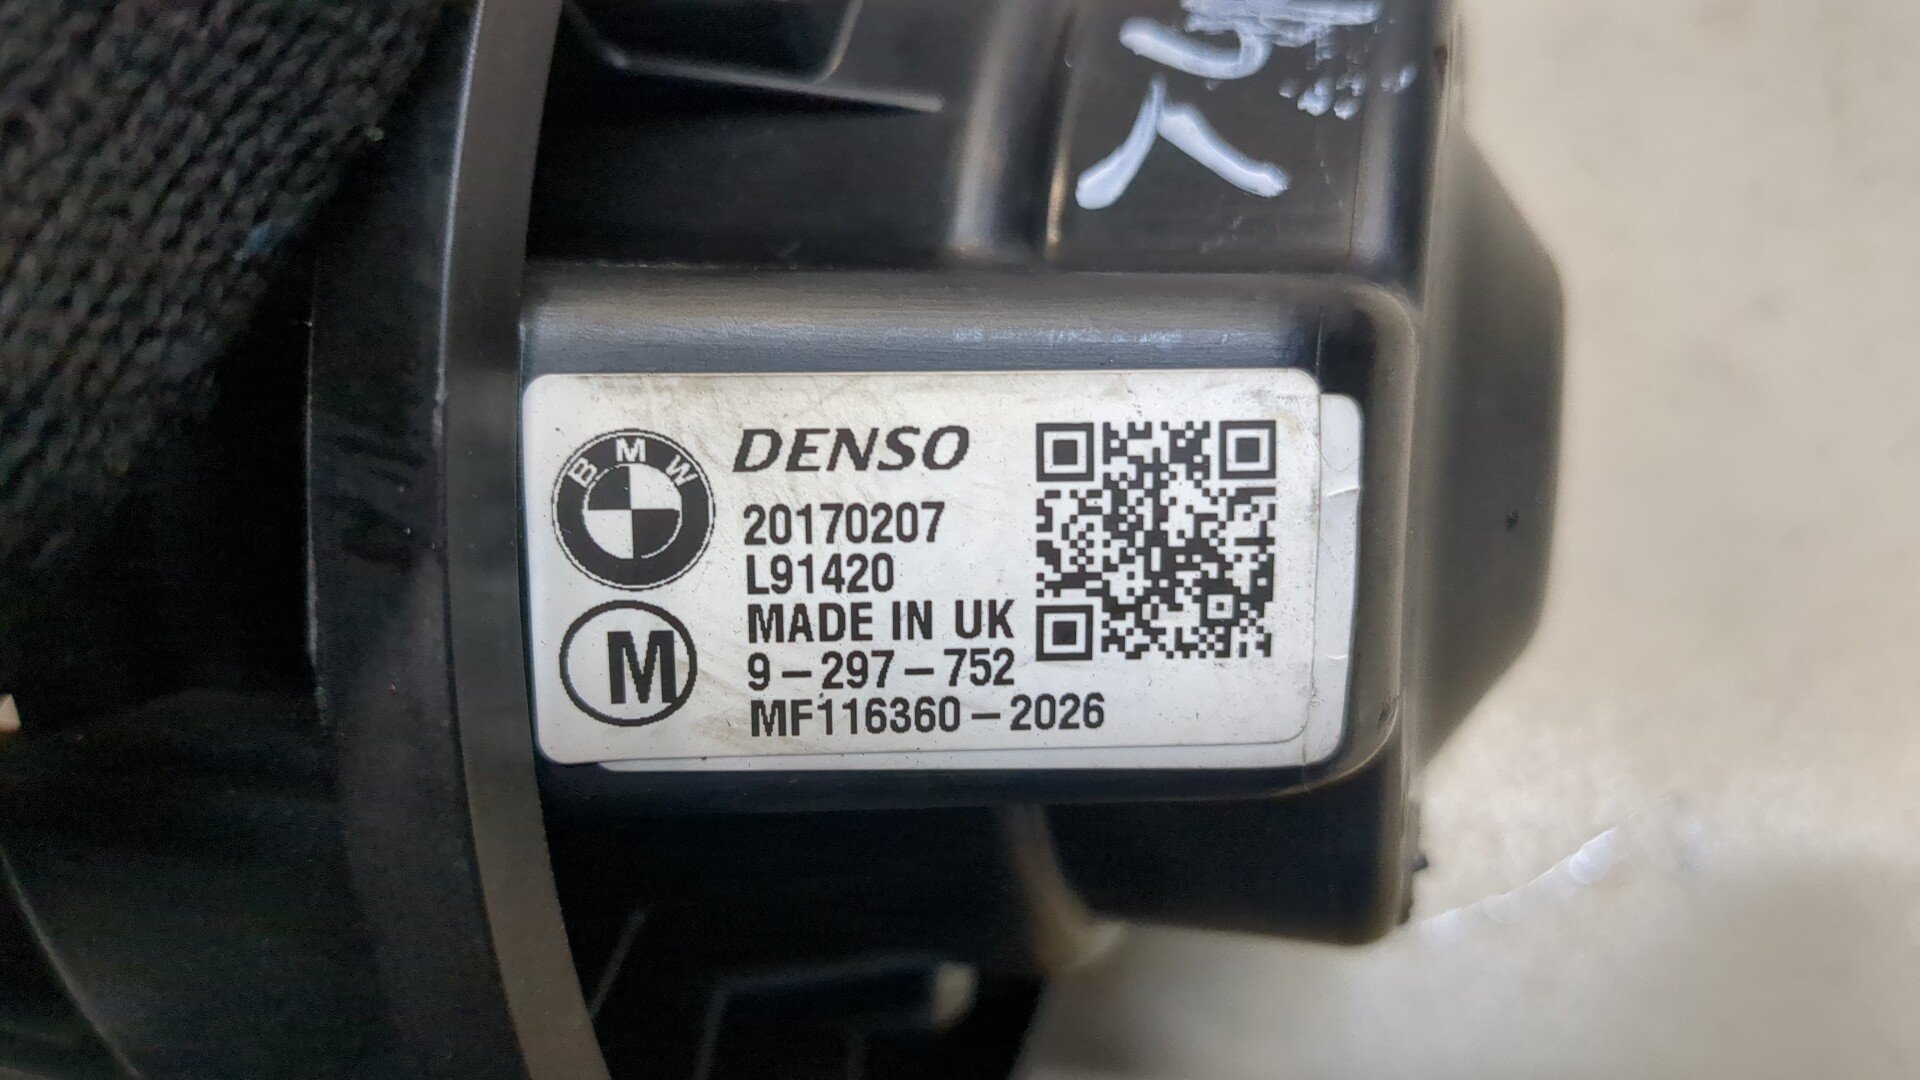 BMW
DENSO
20170207
L91420
MADE IN UK
9-297-752
MF116360-2026
M